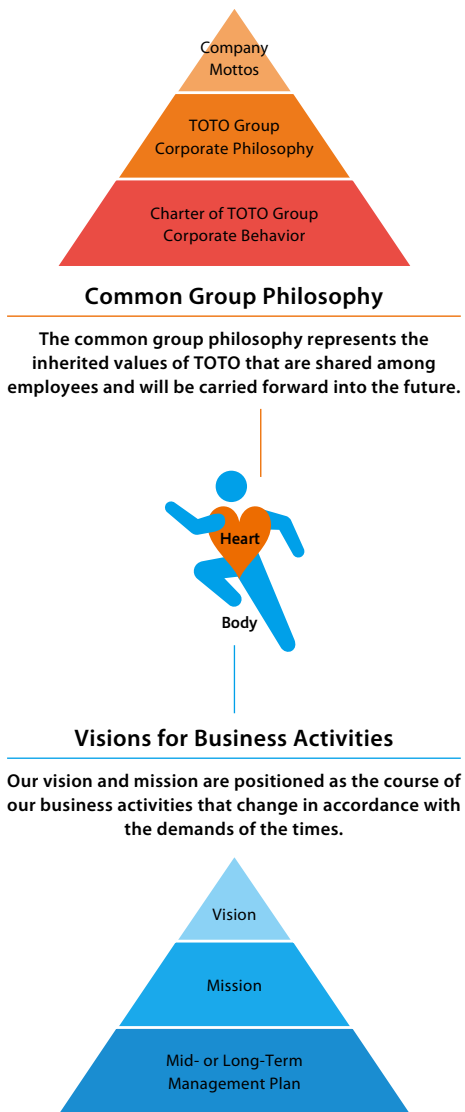 Company
Mottos
TOTO Group
Corporate Philosophy
Charter of TOTO Group
Corporate Behavior
Common Group Philosophy
The common group philosophy represents the
inherited values of TOTO that are shared among
employees and will be carried forward into the future.
Heart
Body
Visions for Business Activities
Our vision and mission are positioned as the course of
our business activities that change in accordance with
the demands of the times.
Vision
Mission
Mid- or Long-Term
Management Plan